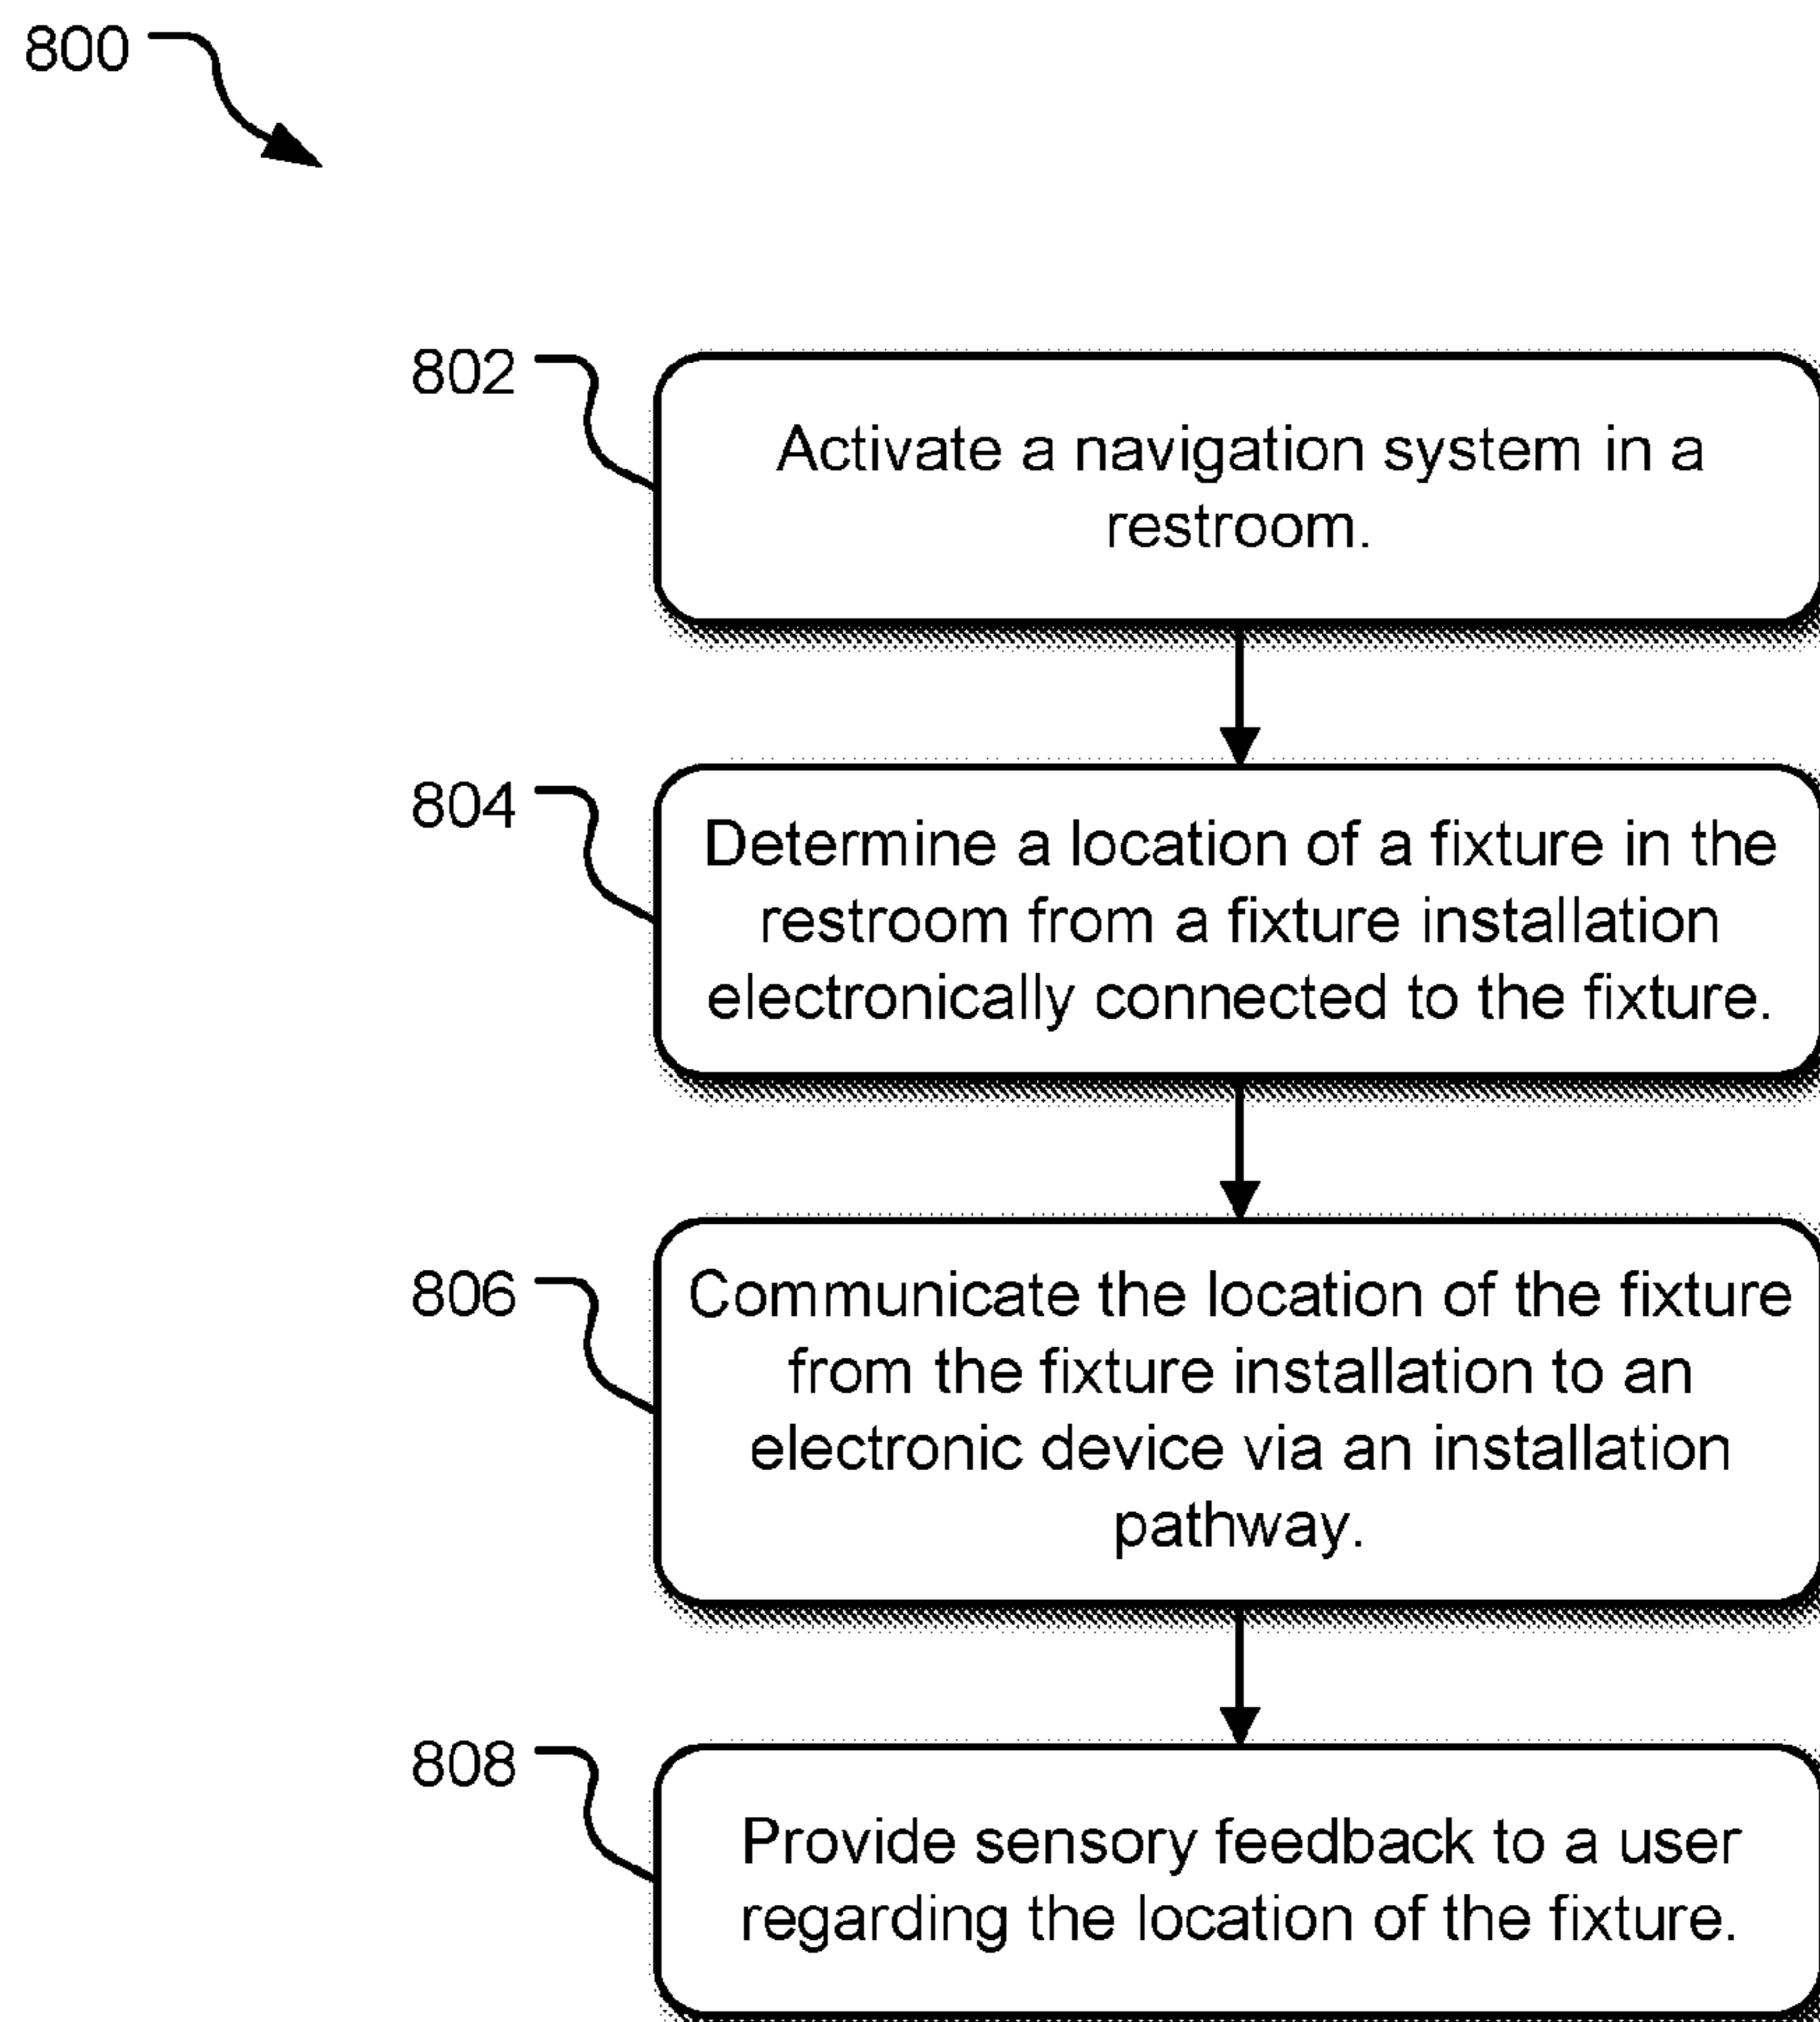 800
802
Activate a navigation system in a
restroom.
804
Determine a location of a fixture in the
restroom from a fixture installation
electronically connected to the fixture.
806
Communicate the location of the fixture
from the fixture installation to an
electronic device via an installation
pathway.
808
Provide sensory feedback to a user
regarding the location of the fixture.